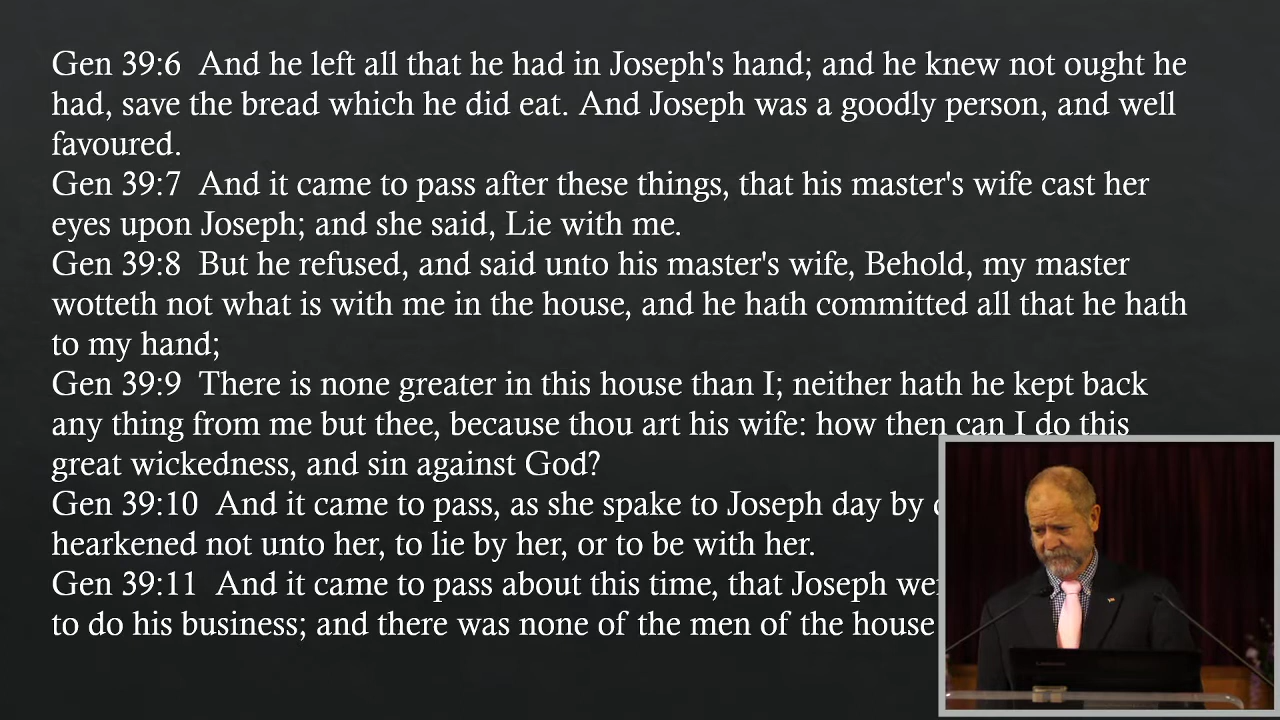 Gen 39:6  And he left all that he had in Joseph's hand; and he knew not ought he
had, save the bread which he did eat. And Joseph was a goodly person, and well
favoured.
Gen 39:7  And it came to pass after these things, that his master's wife cast her
eyes upon Joseph; and she said, Lie with me.
Gen 39:8  But he refused, and said unto his master's wife, Behold, my master
wotteth not what is with me in the house, and he hath committed all that he hath
to my hand;
Gen 39:9  There is none greater in this house than I; neither hath he kept back
any thing from me but thee, because thou art his wife: how then can I do this
great wickedness, and sin against God?
Gen 39:10  And it came to pass, as she spake to Joseph day by
hearkened not unto her, to lie by her, or to be with her.
Gen 39:11  And it came to pass about this time, that Joseph
to do his business; and there was none of the men of the house